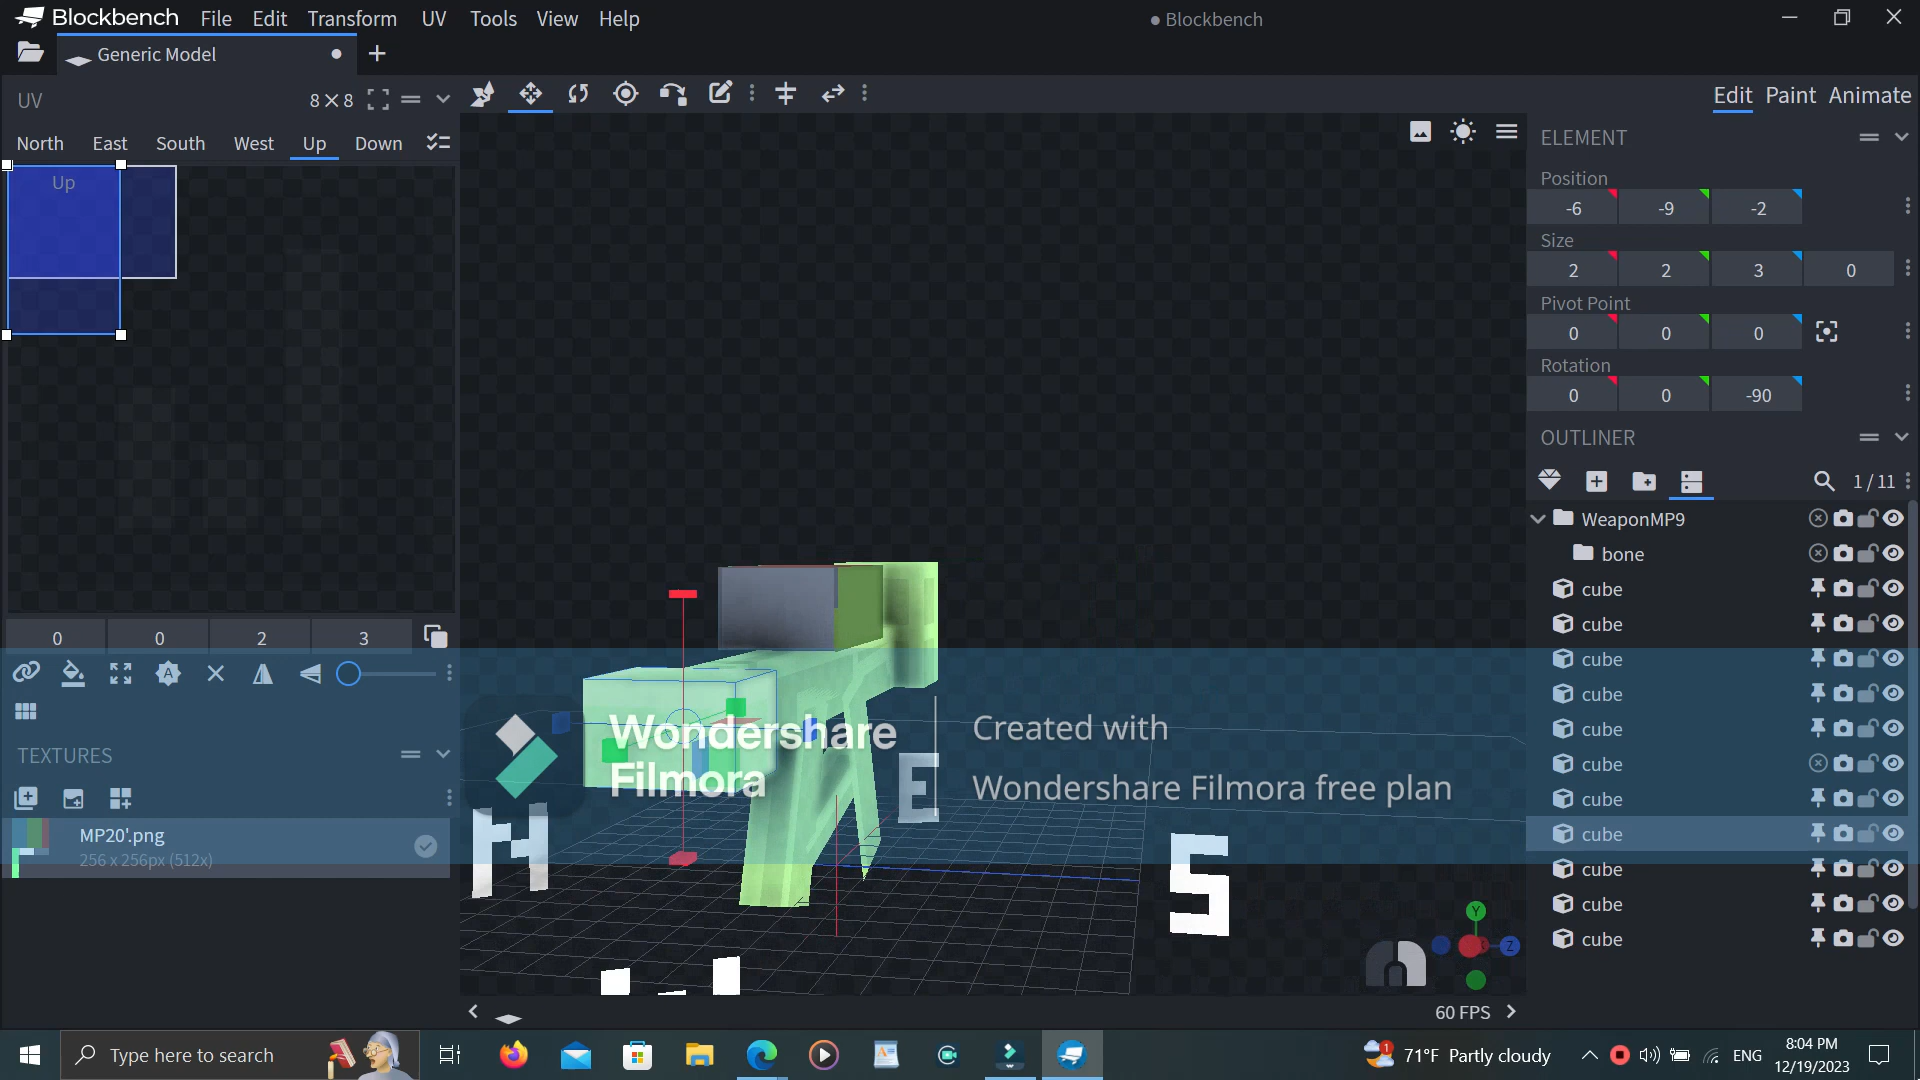 Blockbench File Edit Transform UV Tools View Help
Blockbench
Generic Model
UV 8×8
Edit Paint Animate
North East South West Up Down
Up
ELEMENT
Position
-6 -9 -2
Size
2 2 3 0
Pivot Point
0 0 0
Rotation
0 0 -90
OUTLINER
1 / 11
WeaponMP9
bone
cube
cube
cube
cube
cube
cube
cube
cube
cube
cube
cube
0 0 2 3
TEXTURES
MP20'.png
256 x 256px (512x)
Wondershare
Filmora
Created with
Wondershare Filmora free plan
N
E
S
Y
Z
60 FPS
Type here to search
1
71°F Partly cloudy
ENG
8:04 PM
12/19/2023